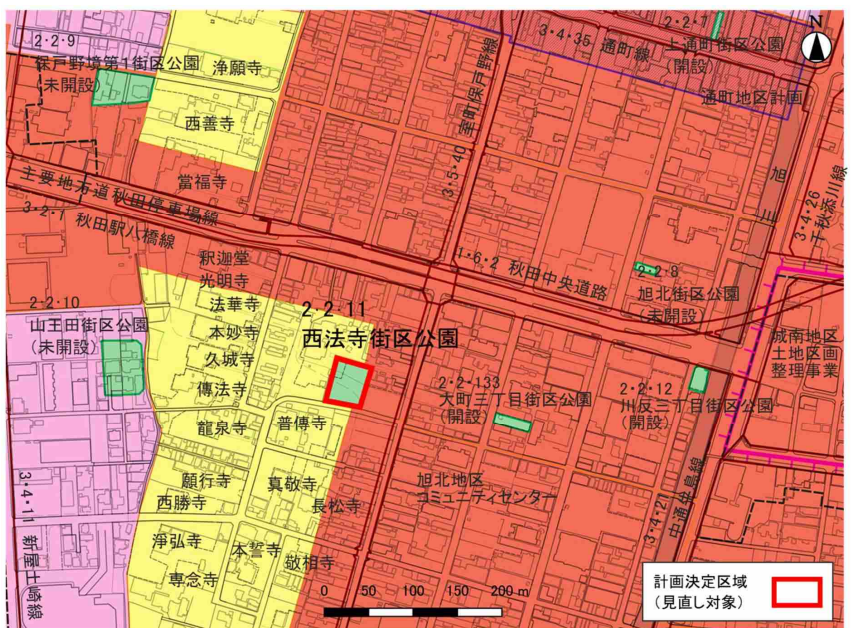 N
2・2・7
上通町街区公園
(開設)
3・4・35 通町線
通町地区計画
2・2・9
保戸野境第1街区公園
(未開設)
浄願寺
西善寺
3・5・40 室町保戸野線
旭川
3・4・26
千秋添川線
當福寺
主要地方道秋田停車場線
3・2・1 秋田駅八橋線
1・6・2 秋田中央道路
釈迦堂
光明寺
法華寺
本妙寺
久城寺
傳法寺
2・2・8
旭北街区公園
(未開設)
2・2・10
山王田街区公園
(未開設)
2・2・11
西法寺街区公園
城南地区
土地区画
整理事業
2・2・133
大町三丁目街区公園
(開設)
2・2・12
川反三丁目街区公園
(開設)
龍泉寺
普傳寺
願行寺
西勝寺
真敬寺
長松寺
旭北地区
コミュニティセンター
3・4・11 新屋土崎線
3・4・21
中通牛島線
浄弘寺
本誓寺
敬相寺
専念寺
0 50 100 150 200 m
計画決定区域
(見直し対象)